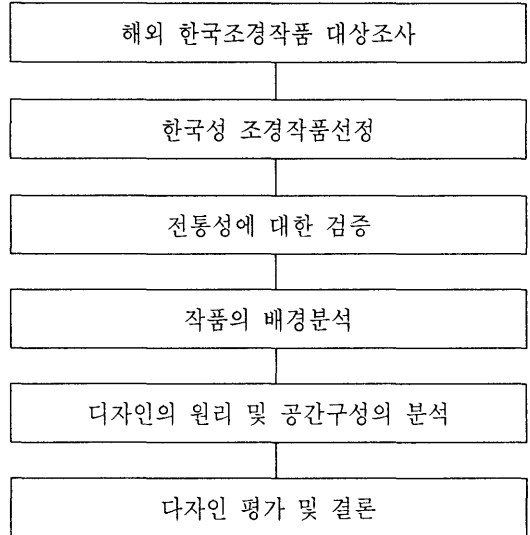 해외 한국조경작품 대상조사
한국성 조경작품선정
전통성에 대한 검증
작품의 배경분석
디자인의 원리 및 공간구성의 분석
다자인 평가 및 결론